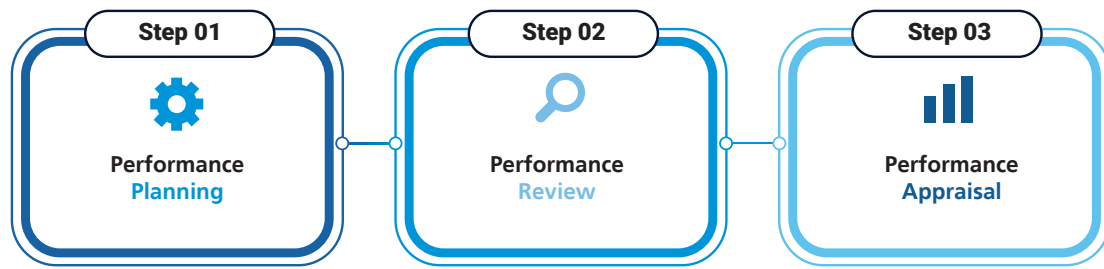 Step 01
Performance
Planning
Step 02
Performance
Review
Step 03
Performance
Appraisal